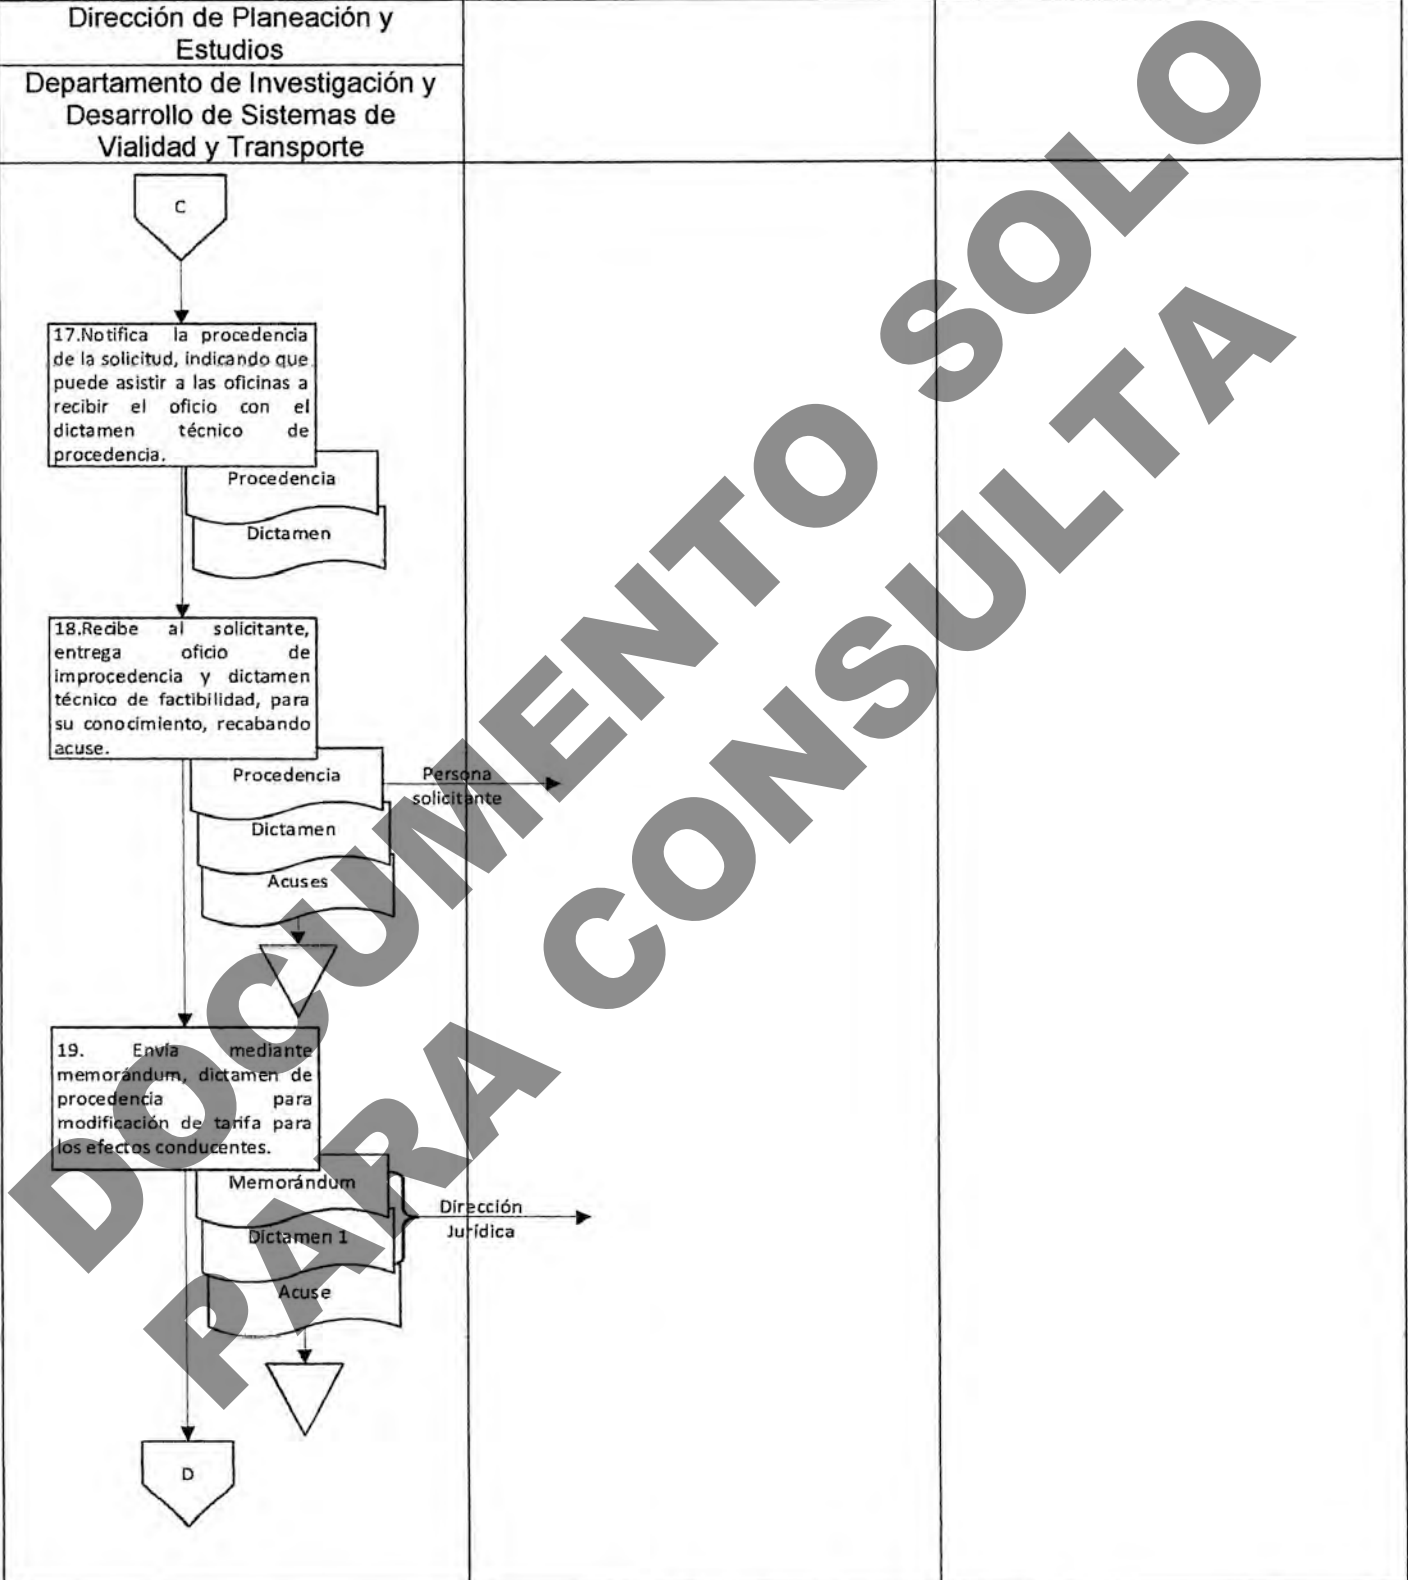 Dirección de Planeación y
Estudios
Departamento de Investigación y
Desarrollo de Sistemas de
Vialidad y Transporte
C
17.Notifica la procedencia
de la solicitud, indicando que
puede asistir a las oficinas a
recibir el oficio con el
dictamen técnico de
procedencia.
Procedencia
Dictamen
18.Recibe al solicitante,
entrega oficio de
improcedencia y dictamen
técnico de factibilidad, para
su conocimiento, recabando
acuse.
Procedencia
Persona
solicitante
Dictamen
Acuses
19. Envía mediante
memorándum, dictamen de
procedencia para
modificación de tarifa para
los efectos conducentes.
Memorándum
Dirección
Jurídica
Dictamen 1
Acuse
D
DOCUMENTO SOLO
PARA CONSULTA